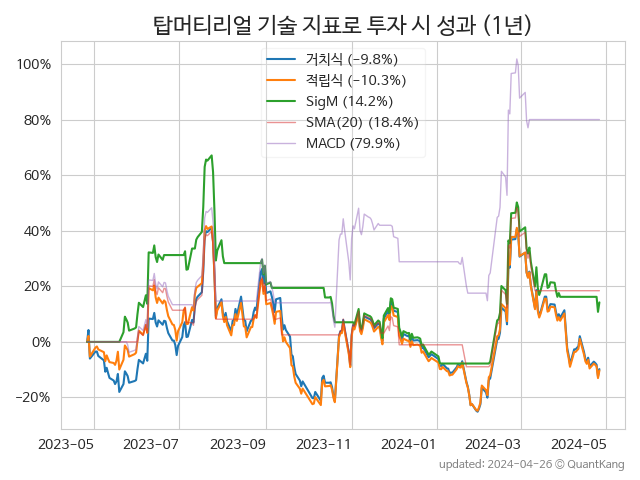 탑머티리얼 기술 지표로 투자 시 성과 (1년)
거치식 (−9.8%)
적립식 (−10.3%)
SigM (14.2%)
SMA(20) (18.4%)
MACD (79.9%)
100%
80%
60%
40%
20%
0%
−20%
2023-05 2023-07 2023-09 2023-11 2024-01 2024-03 2024-05
updated: 2024-04-26 © QuantKang